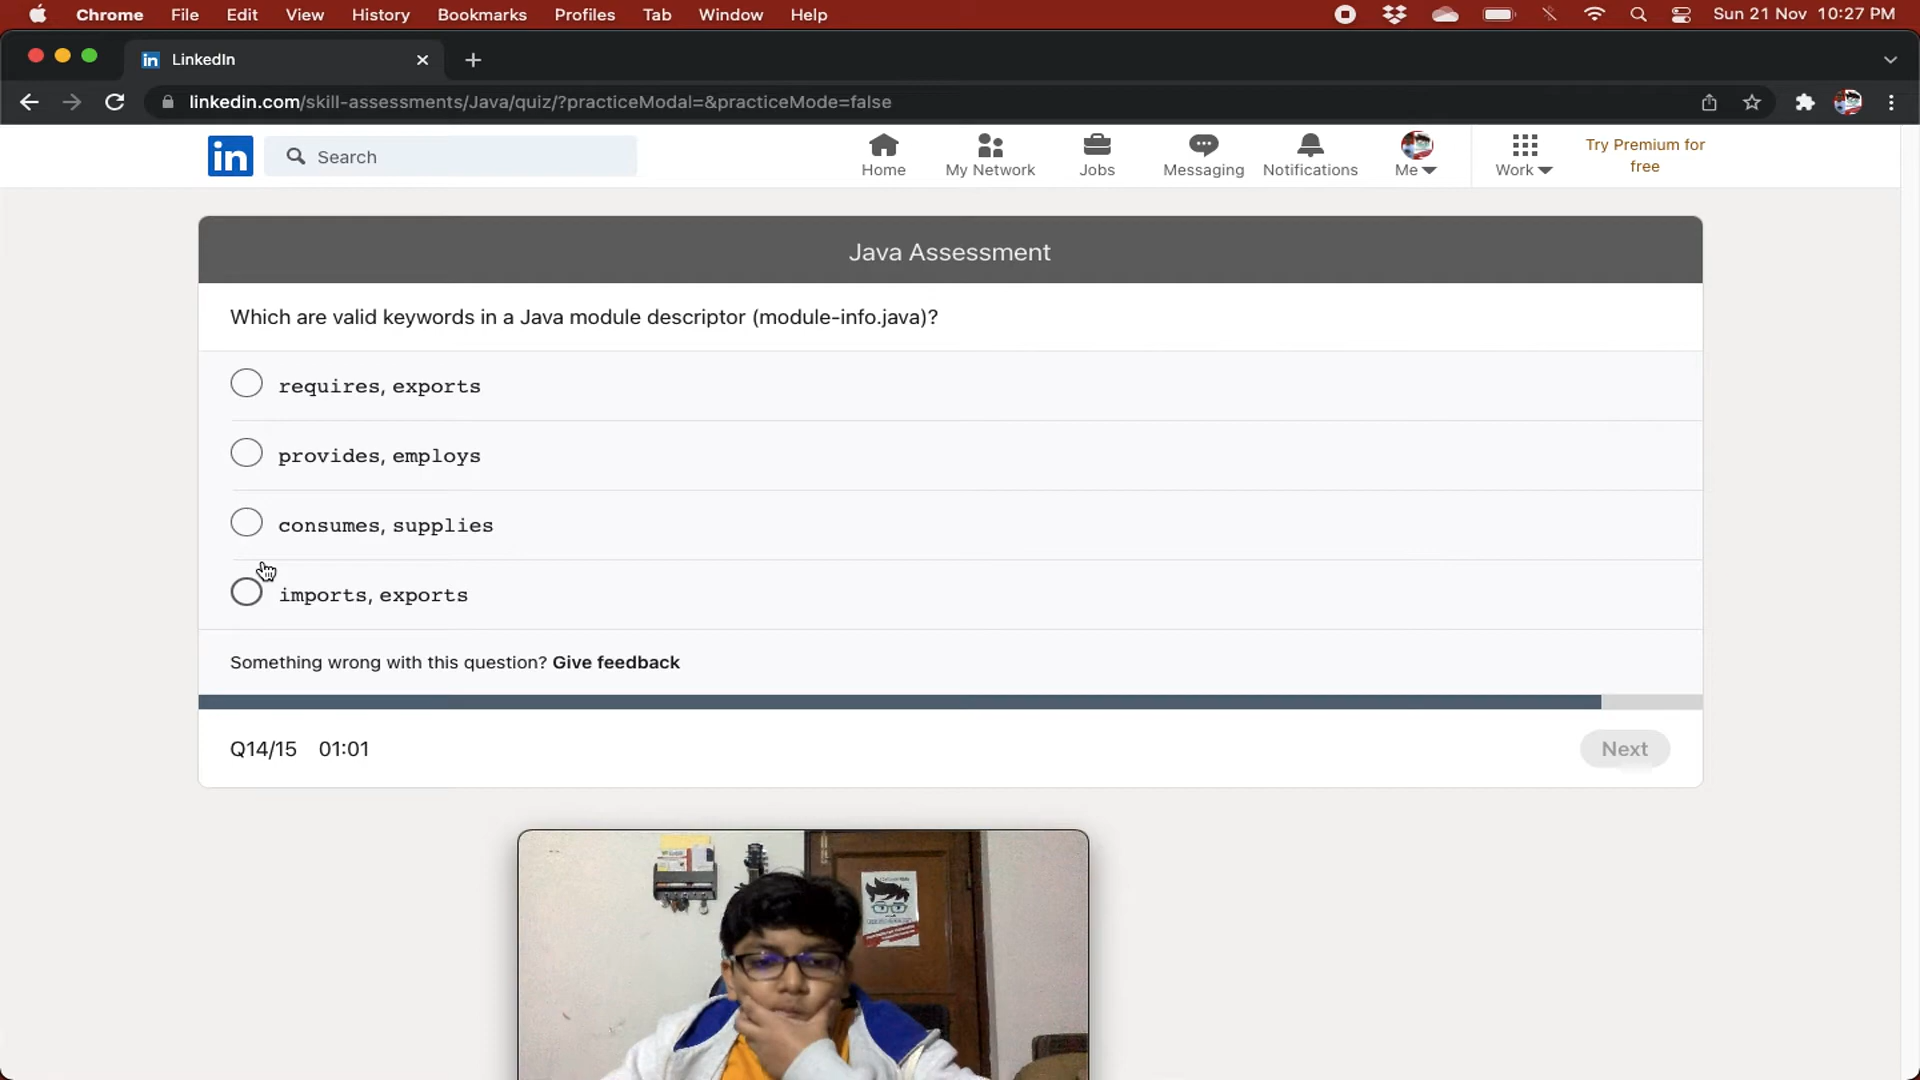 Chrome File Edit View History Bookmarks Profiles Tab Window Help Sun 21 Nov 10:27 PM
in LinkedIn
linkedin.com/skill-assessments/Java/quiz/?practiceModal=&practiceMode=false
in Search Home My Network Jobs Messaging Notifications Me Work Try Premium for
free
Java Assessment
Which are valid keywords in a Java module descriptor (module-info.java)?
requires, exports
provides, employs
consumes, supplies
imports, exports
Something wrong with this question? Give feedback
Q14/15 01:01 Next